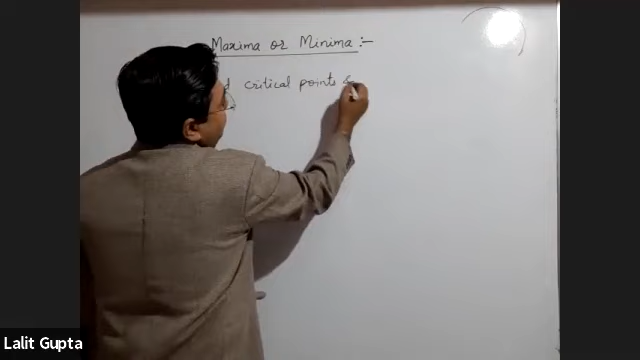 Maxima or Minima :-
critical points
Lalit Gupta